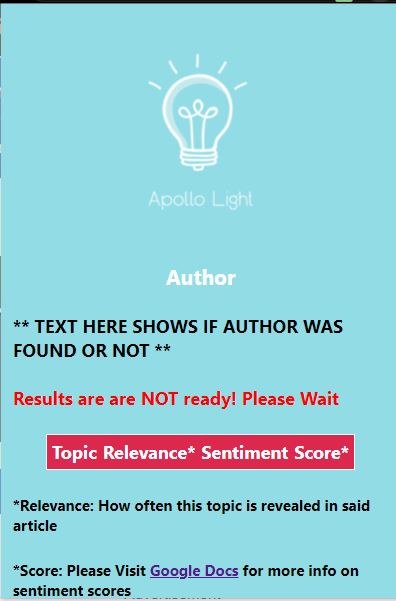 Apollo Light
Author
** TEXT HERE SHOWS IF AUTHOR WAS
FOUND OR NOT **
Results are are NOT ready! Please Wait
Topic Relevance* Sentiment Score*
*Relevance: How often this topic is revealed in said
article
*Score: Please Visit Google Docs for more info on
sentiment scores